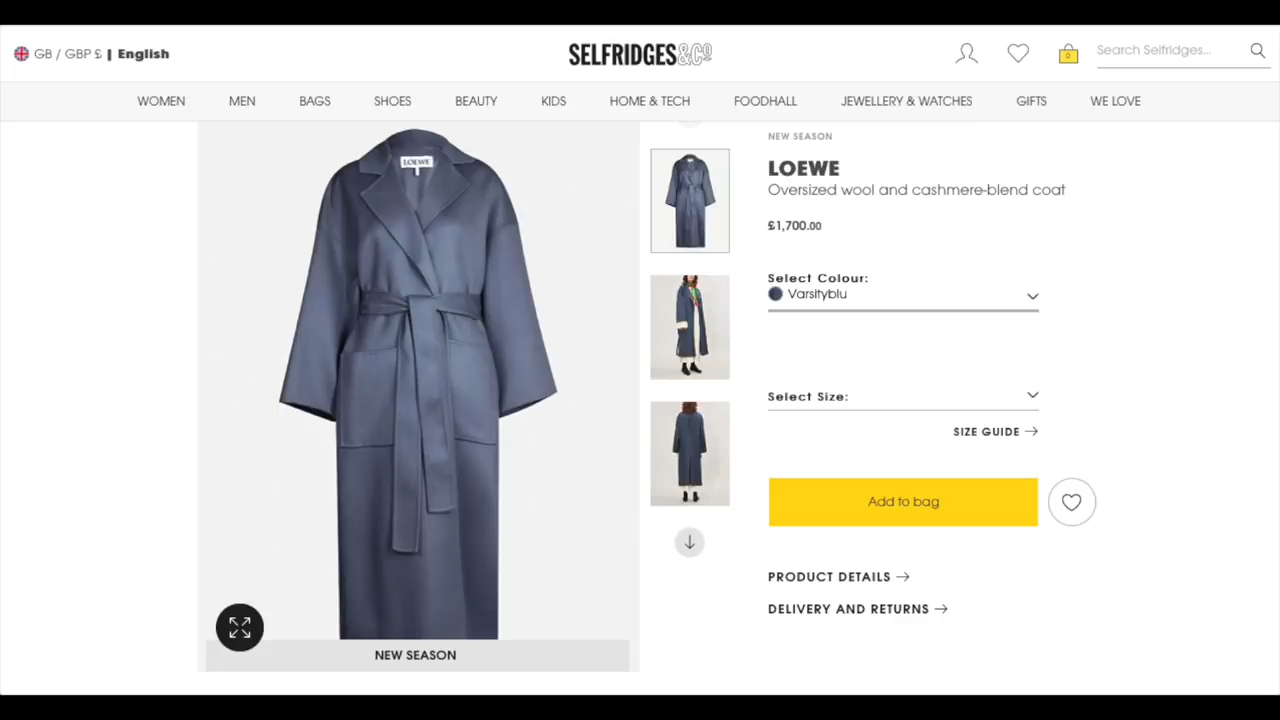 GB / GBP £ | English
SELFRIDGES&CO
0
Search Selfridges...
WOMEN MEN BAGS SHOES BEAUTY KIDS HOME & TECH FOODHALL JEWELLERY & WATCHES GIFTS WE LOVE
LOEWE
NEW SEASON
NEW SEASON
LOEWE
Oversized wool and cashmere-blend coat
£1,700.00
Select Colour:
Varsityblu
Select Size:
SIZE GUIDE
Add to bag
PRODUCT DETAILS
DELIVERY AND RETURNS